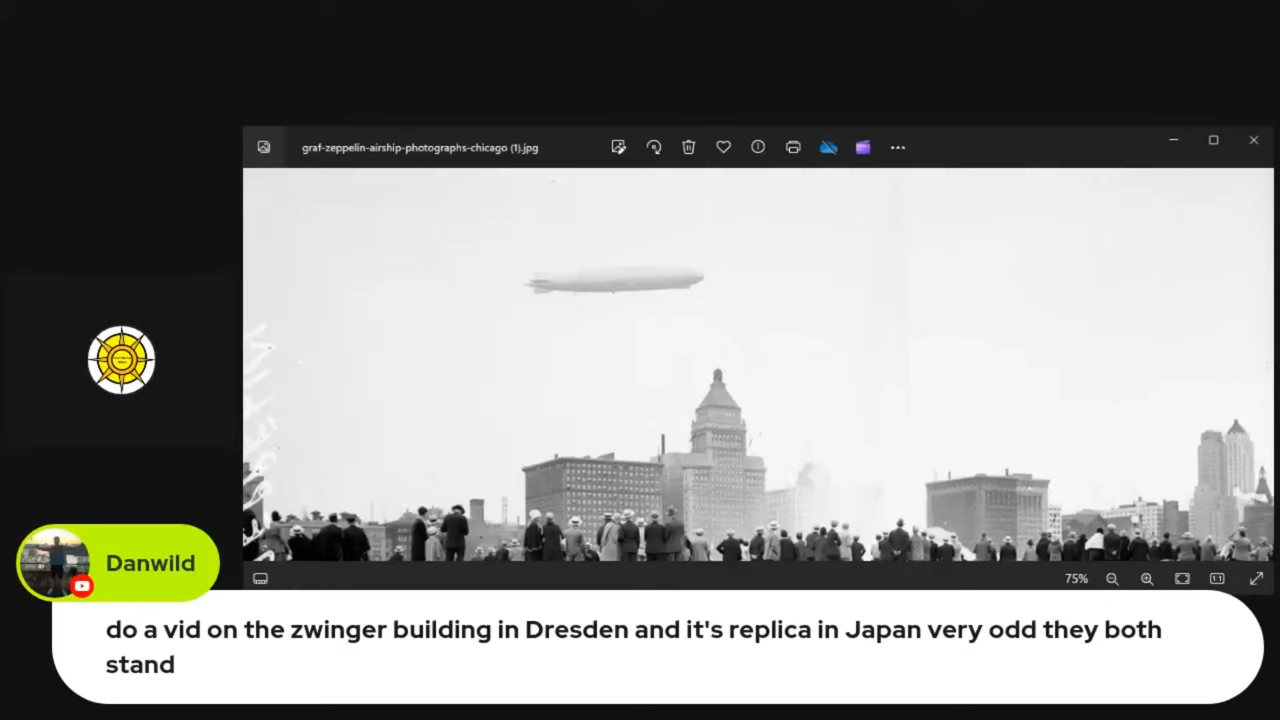 graf-zeppelin-airship-photographs-chicago (1).jpg
75%
Danwild
do a vid on the zwinger building in Dresden and it's replica in Japan very odd they both
stand